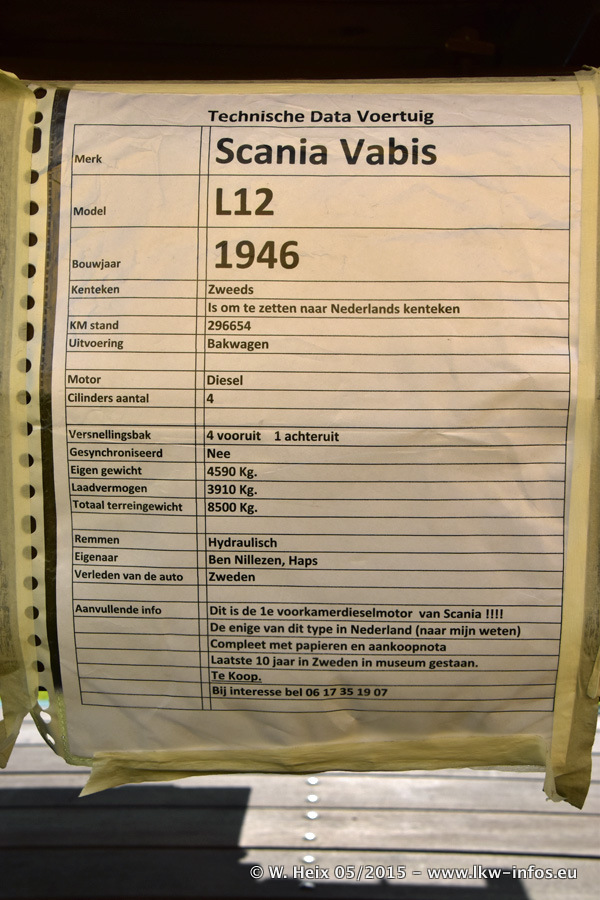 Technische Data Voertuig
Merk Scania Vabis
Model L12
Bouwjaar 1946
Kenteken Zweeds
Is om te zetten naar Nederlands kenteken
KM stand 296654
Uitvoering Bakwagen
Motor Diesel
Cilinders aantal 4
Versnellingsbak 4 vooruit 1 achteruit
Gesynchroniseerd Nee
Eigen gewicht 4590 Kg.
Laadvermogen 3910 Kg.
Totaal terreingewicht 8500 Kg.
Remmen Hydraulisch
Eigenaar Ben Nillezen, Haps
Verleden van de auto Zweden
Aanvullende info Dit is de 1e voorkamerdieselmotor van Scania !!!!
De enige van dit type in Nederland (naar mijn weten)
Compleet met papieren en aankoopnota
Laatste 10 jaar in Zweden in museum gestaan.
Te Koop.
Bij interesse bel 06 17 35 19 07
© W. Heix 05/2015 - www.lkw-infos.eu